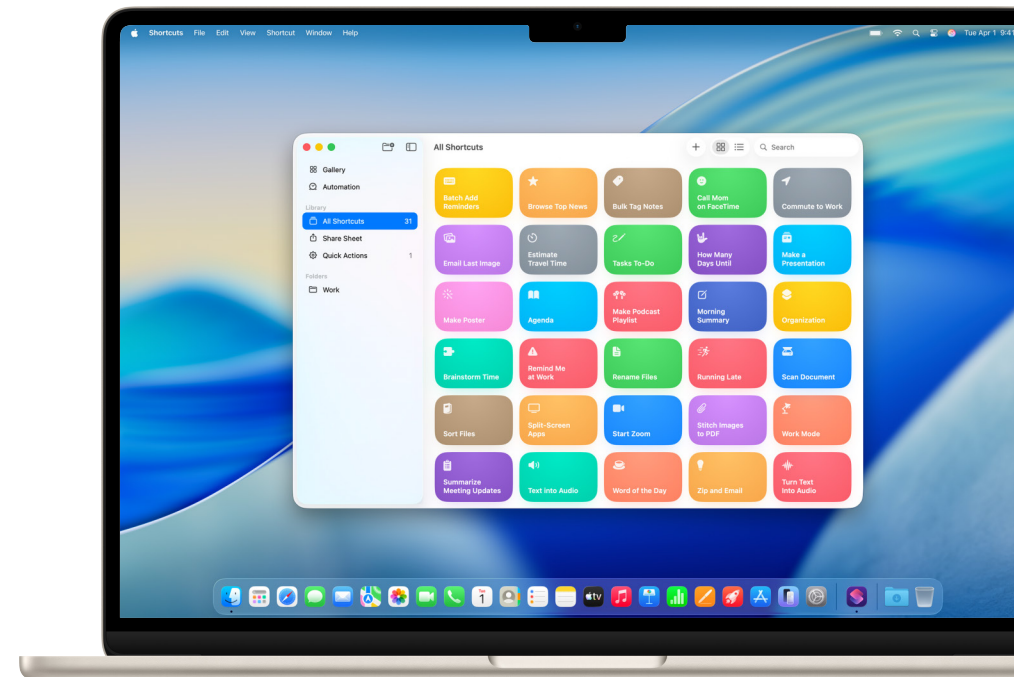 Shortcuts File Edit View Shortcut Window Help
Tue Apr 1 9:41
All Shortcuts
Search
Gallery
Automation
Library
All Shortcuts 31
Share Sheet
Quick Actions 1
Folders
Work
Batch Add
Reminders
Browse Top News
Bulk Tag Notes
Call Mom
on FaceTime
Commute to Work
Email Last Image
Estimate
Travel Time
Tasks To-Do
How Many
Days Until
Make a
Presentation
Make Poster
Agenda
Make Podcast
Playlist
Morning
Summary
Organization
Brainstorm Time
Remind Me
at Work
Rename Files
Running Late
Scan Document
Sort Files
Split-Screen
Apps
Start Zoom
Stitch Images
to PDF
Work Mode
Summarize
Meeting Updates
Text Into Audio
Word of the Day
Zip and Email
Turn Text
Into Audio
Tue
1
tv